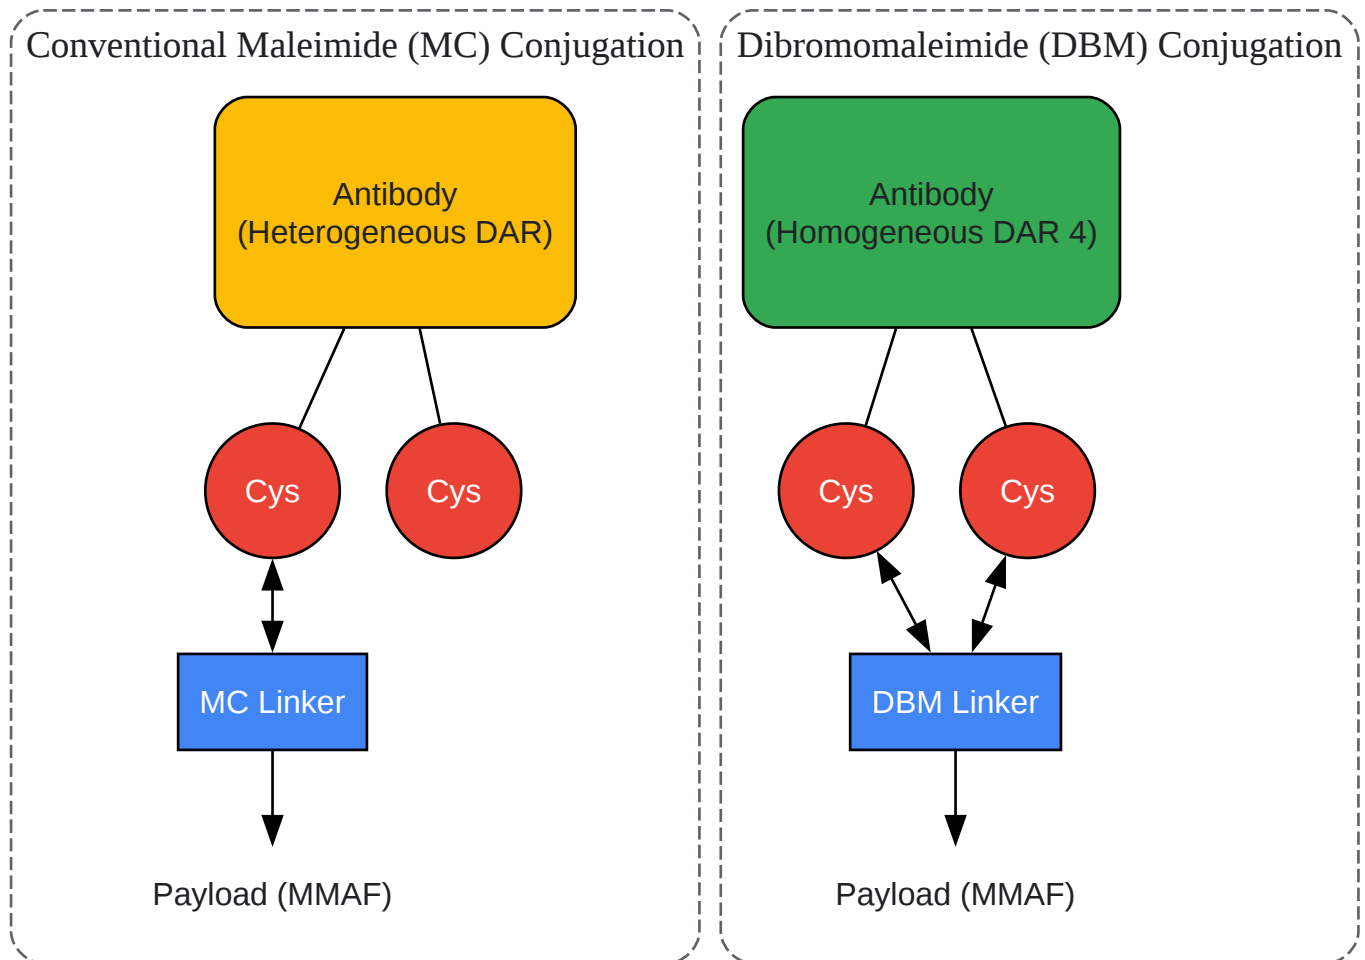 Conventional Maleimide (MC) Conjugation
Antibody
(Heterogeneous DAR)
Cys
Cys
MC Linker
Payload (MMAF)
Dibromomaleimide (DBM) Conjugation
Antibody
(Homogeneous DAR 4)
Cys
Cys
DBM Linker
Payload (MMAF)